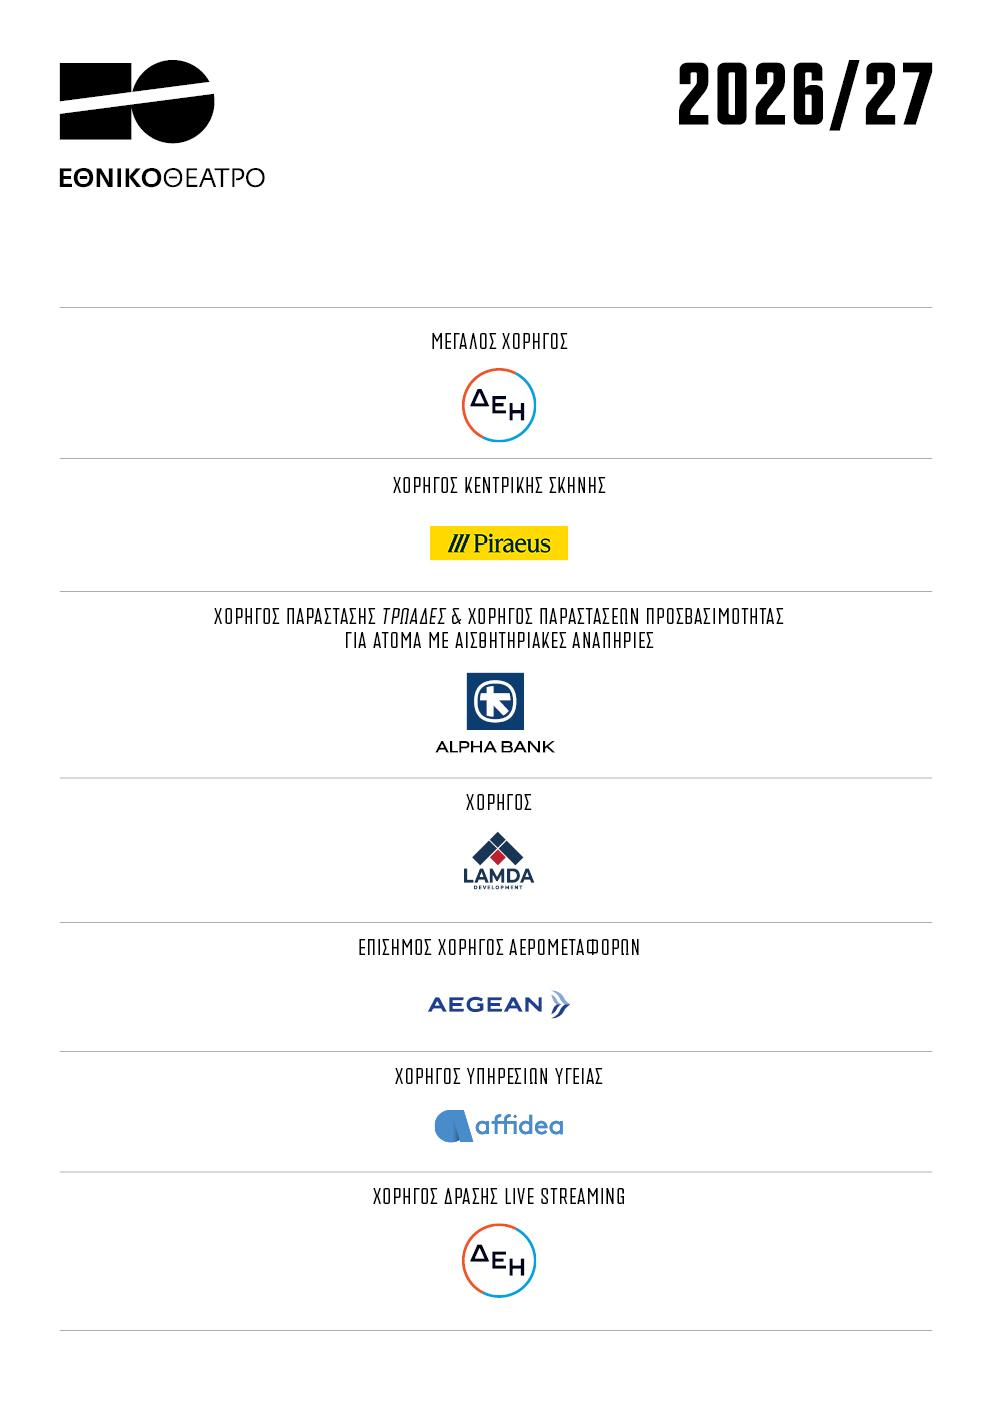 2026/27
ΕΘΝΙΚΟΘΕΑΤΡΟ
ΜΕΓΑΛΟΣ ΧΟΡΗΓΟΣ
ΔΕΗ
ΧΟΡΗΓΟΣ ΚΕΝΤΡΙΚΗΣ ΣΚΗΝΗΣ
Piraeus
ΧΟΡΗΓΟΣ ΠΑΡΑΣΤΑΣΗΣ ΤΡΩΑΔΕΣ & ΧΟΡΗΓΟΣ ΠΑΡΑΣΤΑΣΕΩΝ ΠΡΟΣΒΑΣΙΜΟΤΗΤΑΣ
ΓΙΑ ΑΤΟΜΑ ΜΕ ΑΙΣΘΗΤΗΡΙΑΚΕΣ ΑΝΑΠΗΡΙΕΣ
ALPHA BANK
ΧΟΡΗΓΟΣ
LAMDA
DEVELOPMENT
ΕΠΙΣΗΜΟΣ ΧΟΡΗΓΟΣ ΑΕΡΟΜΕΤΑΦΟΡΩΝ
AEGEAN
ΧΟΡΗΓΟΣ ΥΠΗΡΕΣΙΩΝ ΥΓΕΙΑΣ
affidea
ΧΟΡΗΓΟΣ ΔΡΑΣΗΣ LIVE STREAMING
ΔΕΗ